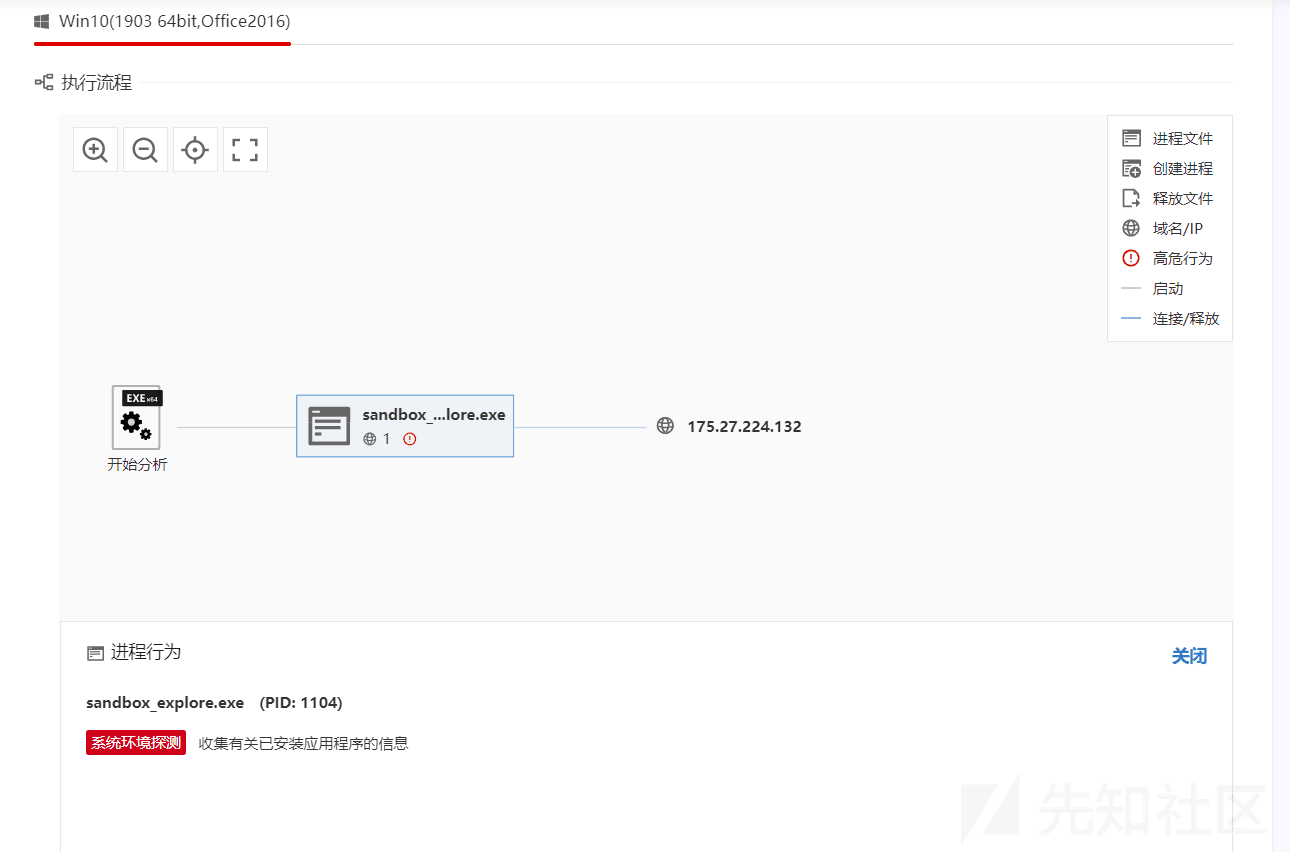 Win10(1903 64bit,Office2016)
执行流程
进程文件
创建进程
释放文件
域名/IP
高危行为
启动
连接/释放
EXE x64
开始分析
sandbox_...lore.exe
1
175.27.224.132
进程行为
关闭
sandbox_explore.exe (PID: 1104)
系统环境探测 收集有关已安装应用程序的信息
先知社区